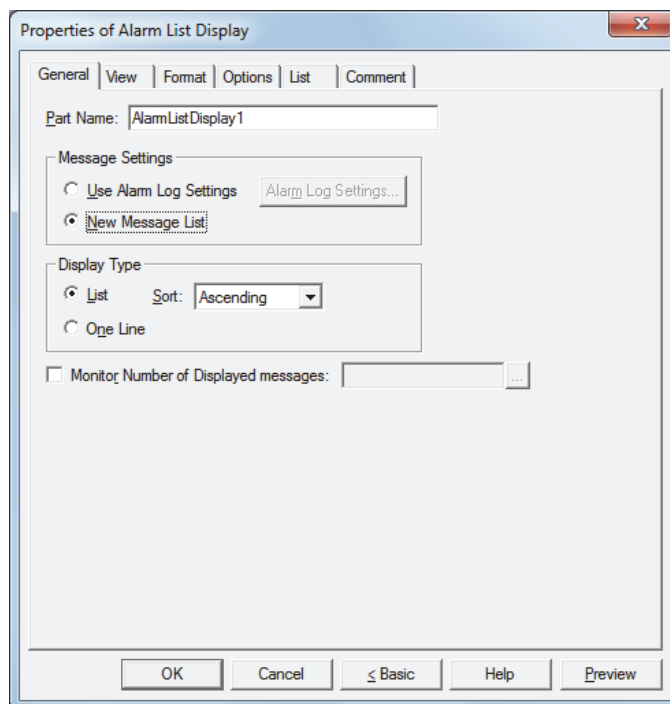 Properties of Alarm List Display
General View Format Options List Comment
Part Name: AlarmListDisplay1
Message Settings
Use Alarm Log Settings Alarm Log Settings...
New Message List
Display Type
List Sort: Ascending
One Line
Monitor Number of Displayed messages: ...
OK Cancel < Basic Help Preview